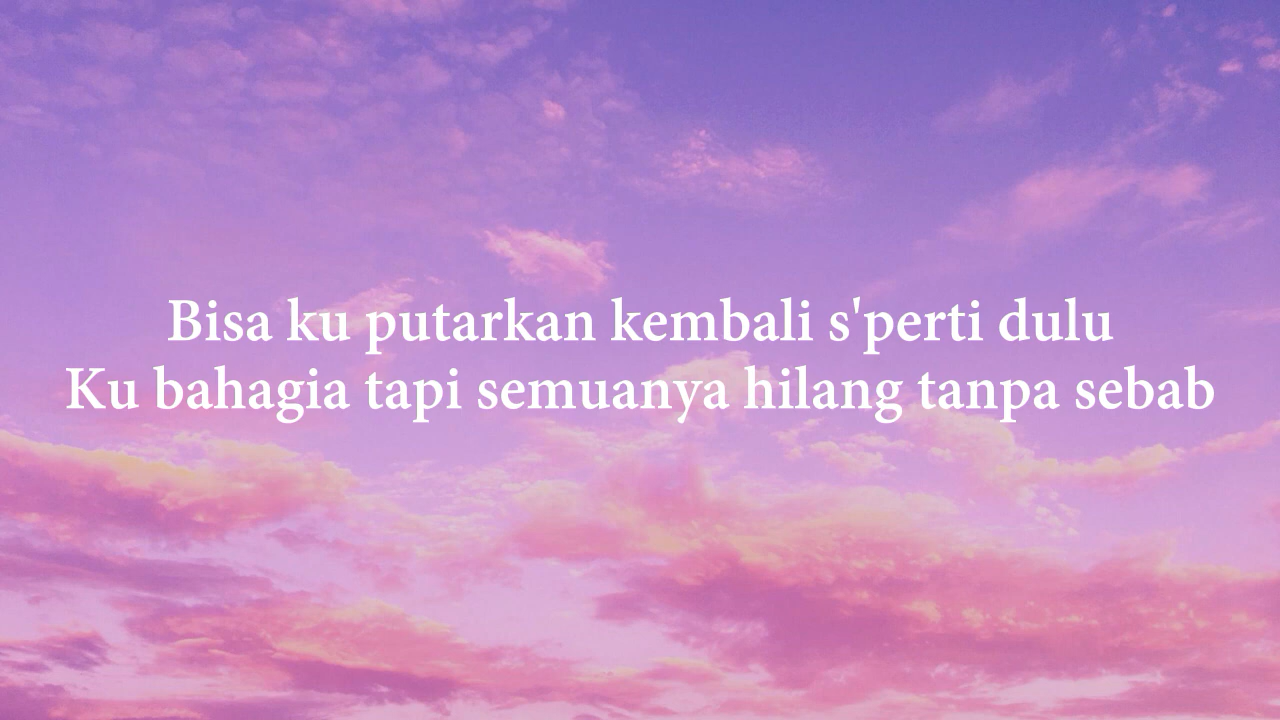 Bisa ku putarkan kembali s'perti dulu
Ku bahagia tapi semuanya hilang tanpa sebab